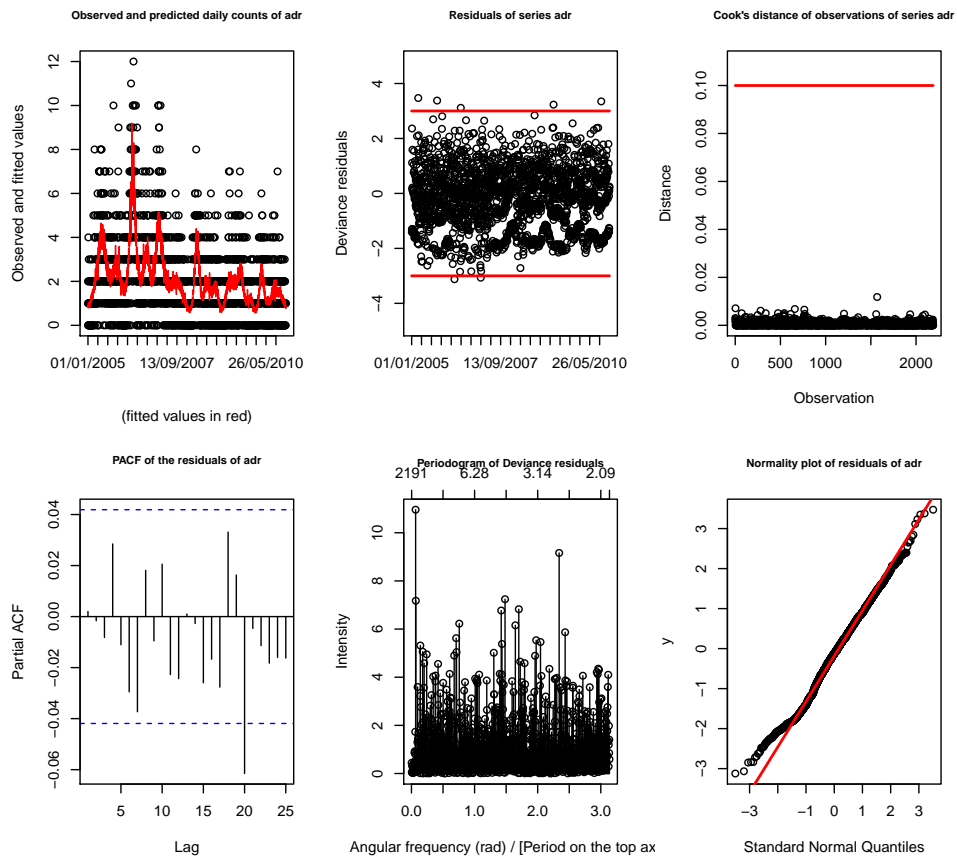 Observed and predicted daily counts of adr
Observed and fitted values
12
10
8
6
4
2
0
01/01/2005 13/09/2007 26/05/2010
(fitted values in red)
Residuals of series adr
Deviance residuals
4
2
0
−2
−4
01/01/2005 13/09/2007 26/05/2010
Cook's distance of observations of series adr
Distance
0.10
0.08
0.06
0.04
0.02
0.00
0 500 1000 2000
Observation
PACF of the residuals of adr
Partial ACF
0.04
0.02
0.00
−0.02
−0.04
−0.06
5 10 15 20 25
Lag
Periodogram of Deviance residuals
2191 6.28 3.14 2.09
Intensity
10
8
6
4
2
0
0.0 1.0 2.0 3.0
Angular frequency (rad) / [Period on the top ax
Normality plot of residuals of adr
y
3
2
1
0
−1
−2
−3
−3 −2 −1 0 1 2 3
Standard Normal Quantiles